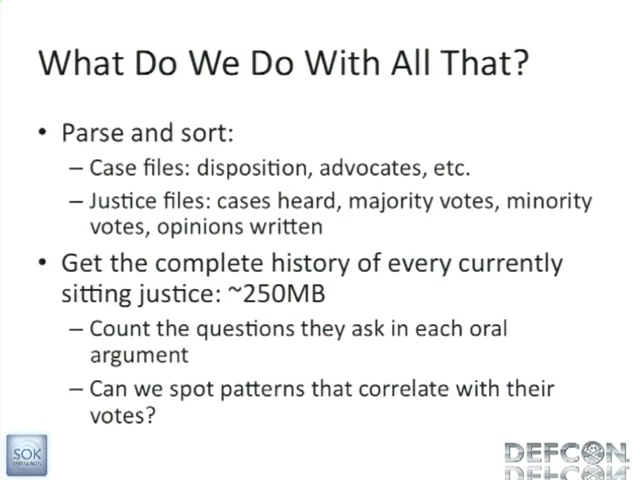 What Do We Do With All That?
• Parse and sort:
– Case files: disposition, advocates, etc.
– Justice files: cases heard, majority votes, minority
votes, opinions written
• Get the complete history of every currently
sitting justice: ~250MB
– Count the questions they ask in each oral
argument
– Can we spot patterns that correlate with their
votes?
SOK
PRESENTS
DEFCON